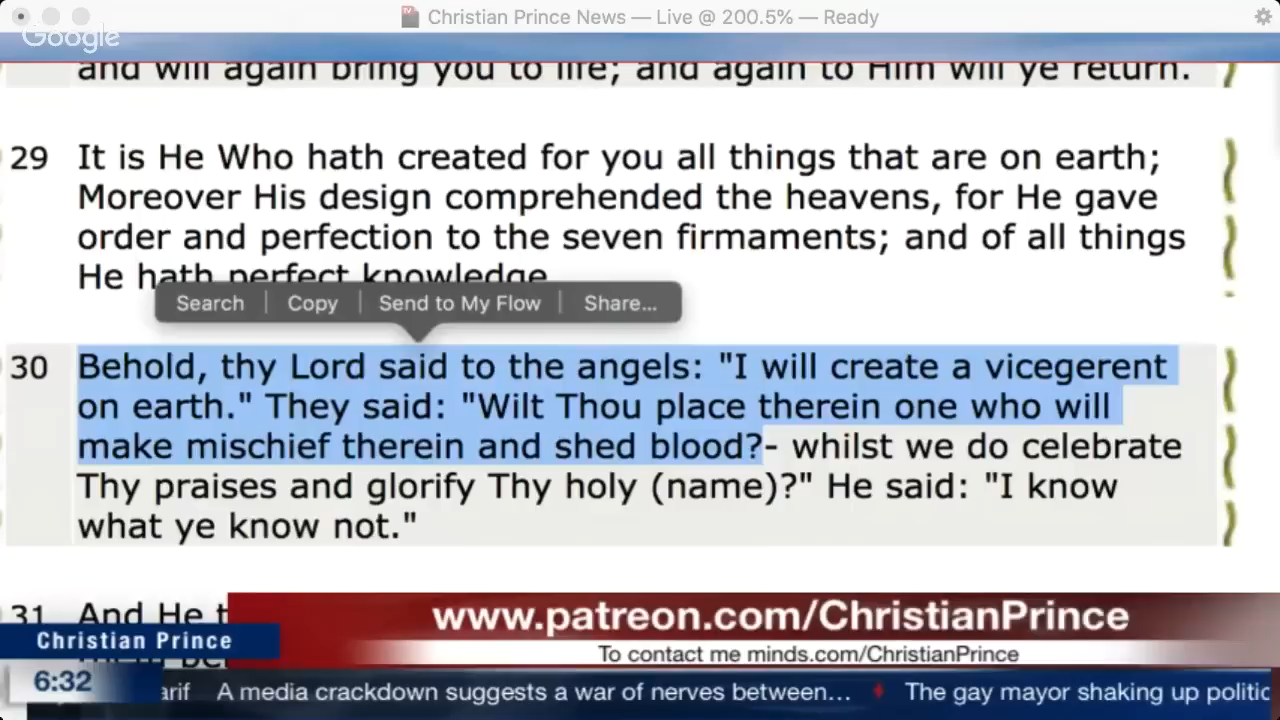 Christian Prince News — Live @ 200.5% — Ready
Google
and will again bring you to life; and again to Him will ye return.
29 It is He Who hath created for you all things that are on earth;
Moreover His design comprehended the heavens, for He gave
order and perfection to the seven firmaments; and of all things
He hath perfect knowledge
Search Copy Send to My Flow Share...
30 Behold, thy Lord said to the angels: "I will create a vicegerent
on earth." They said: "Wilt Thou place therein one who will
make mischief therein and shed blood?- whilst we do celebrate
Thy praises and glorify Thy holy (name)?" He said: "I know
what ye know not."
31 And He t
www.patreon.com/ChristianPrince
Christian Prince
To contact me minds.com/ChristianPrince
6:32
arif A media crackdown suggests a war of nerves between... The gay mayor shaking up politic